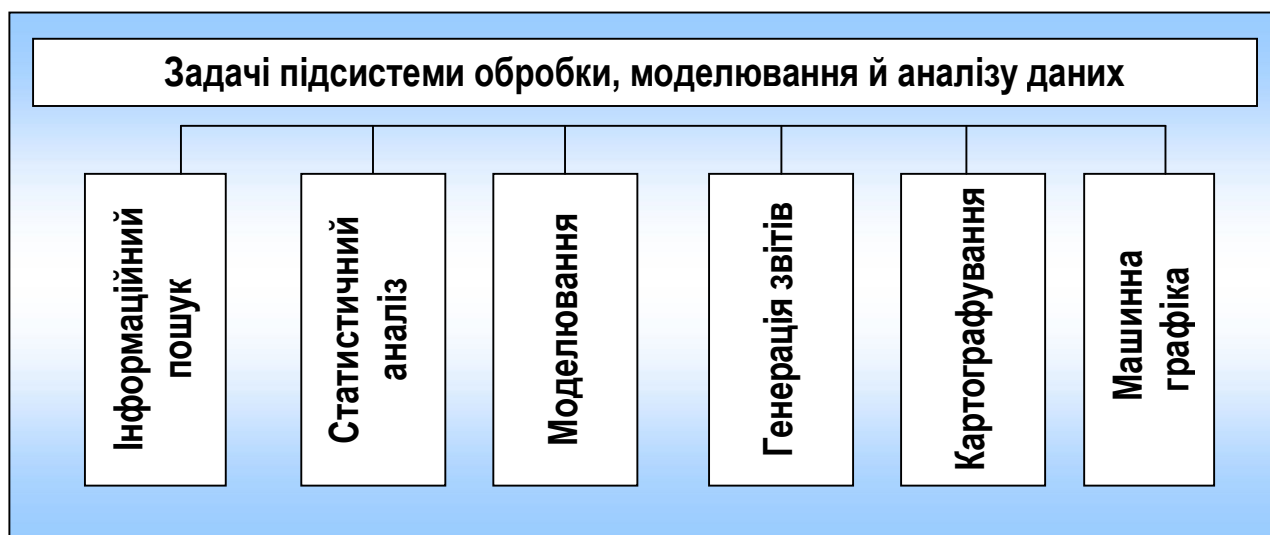 Задачі підсистеми обробки, моделювання й аналізу даних
Інформаційний
пошук
Статистичний
аналіз
Моделювання
Генерація звітів
Картографування
Машинна
графіка